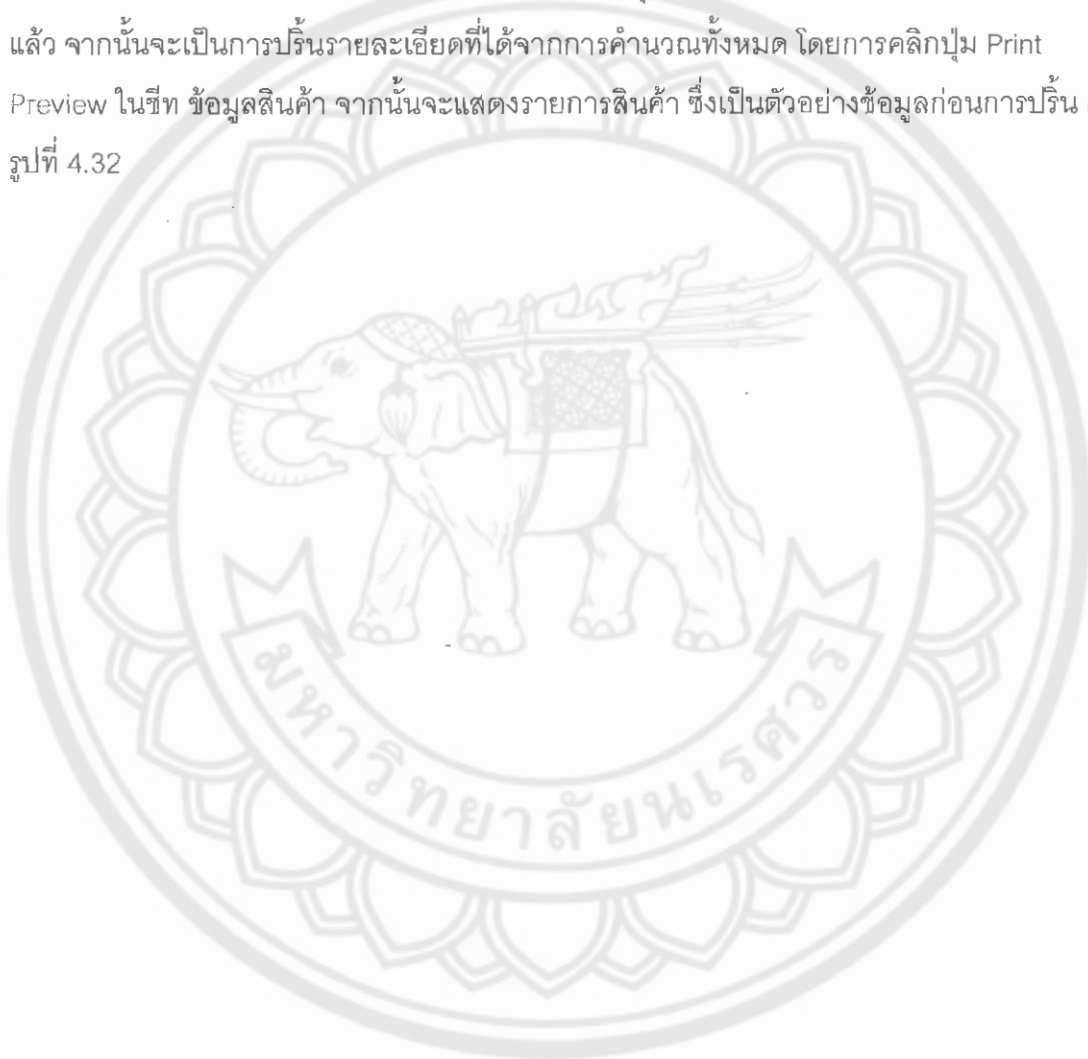 แล้ว จากนั้นจะเป็นการปริ้นรายละเอียดที่ได้จากการคำนวณทั้งหมด โดยการคลิกปุ่ม Print
Preview ในชีท ข้อมูลสินค้า จากนั้นจะแสดงรายการสินค้า ซึ่งเป็นตัวอย่างข้อมูลก่อนการปริ้น
รูปที่ 4.32
มหาวิทยาลัยนเรศวร